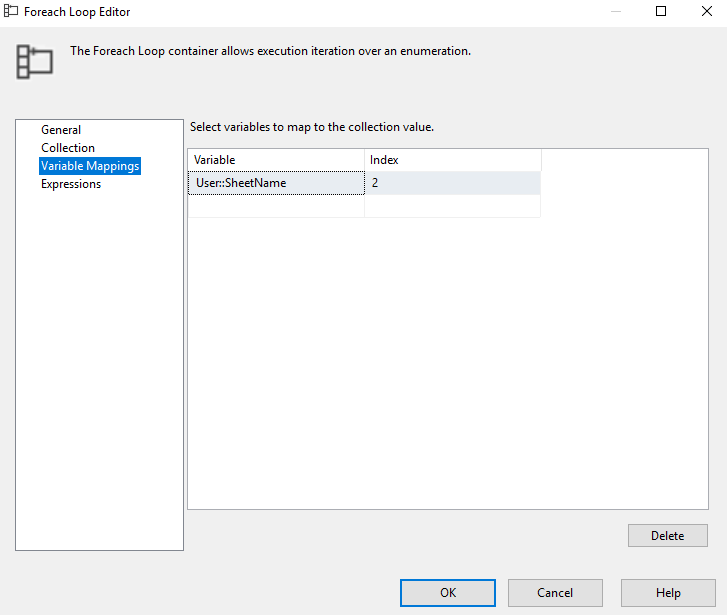 Foreach Loop Editor
The Foreach Loop container allows execution iteration over an enumeration.
General
Collection
Variable Mappings
Expressions
Select variables to map to the collection value.
Variable Index
User::SheetName 2
Delete
OK Cancel Help